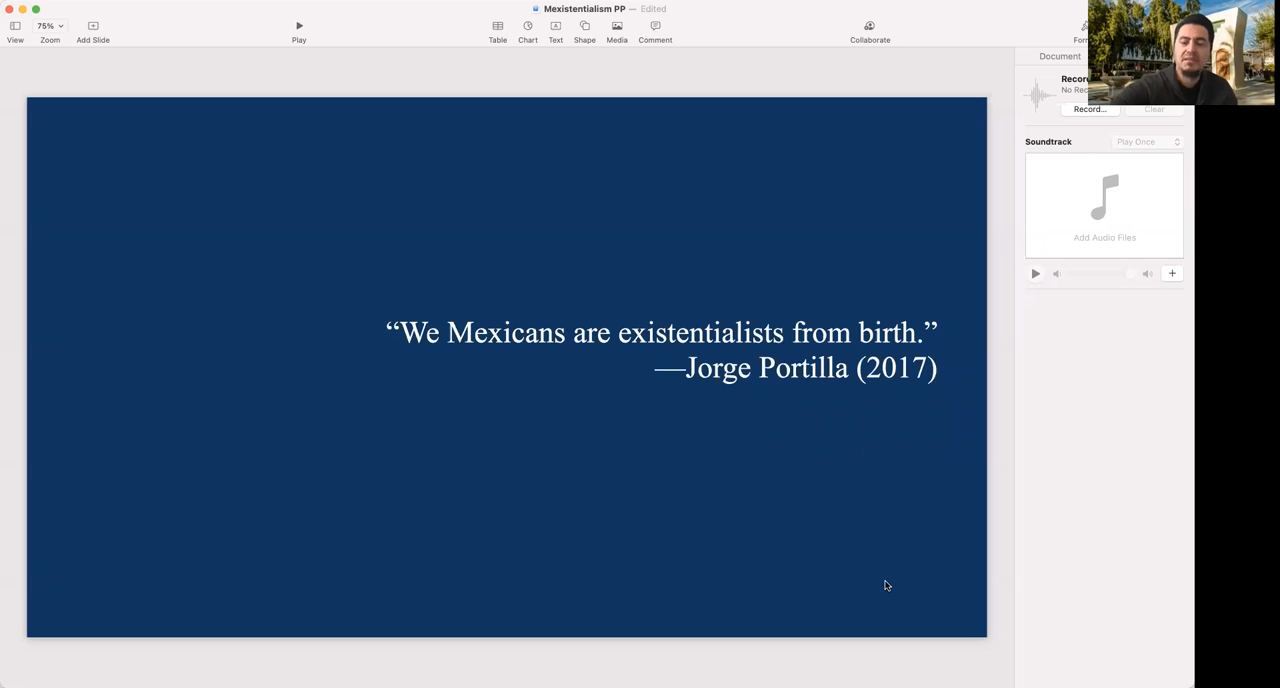 Mexistentialism PP — Edited
View
75%
Zoom
Add Slide
Play
Table
Chart
Text
Shape
Media
Comment
Collaborate
Document
Record...
Clear
Soundtrack
Play Once
Add Audio Files
“We Mexicans are existentialists from birth.”
—Jorge Portilla (2017)